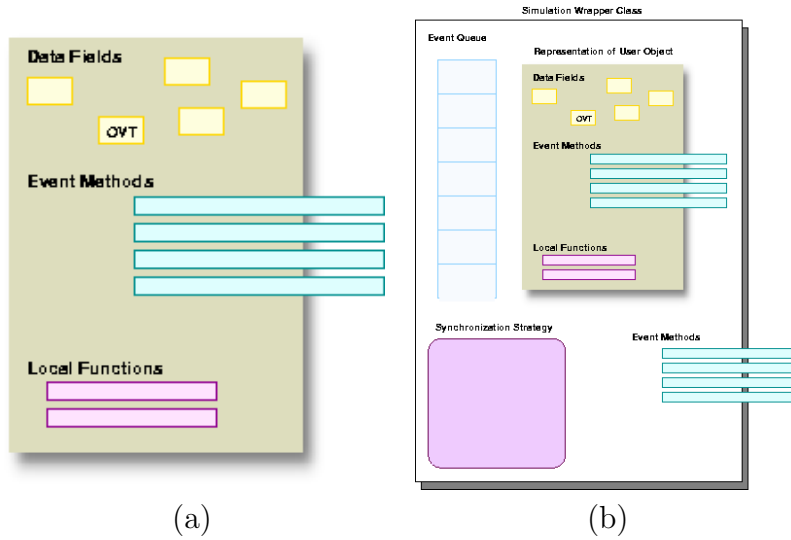 Data Fields
OVT
Event Methods
Local Functions
(a)
Simulation Wrapper Class
Event Queue
Representation of User Object
Data Fields
OVT
Event Methods
Local Functions
Synchronization Strategy
Event Methods
(b)